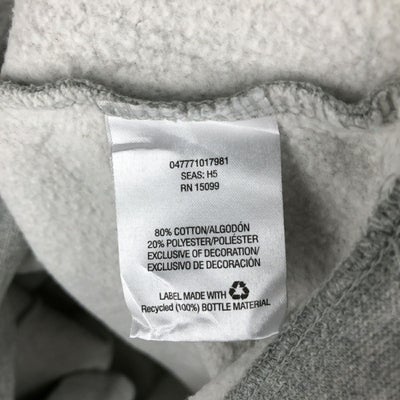 047771017981
SEAS: H5
RN 15099
80% COTTON/ALGODÓN
20% POLYESTER/POLIÉSTER
EXCLUSIVE OF DECORATION/
EXCLUSIVO DE DECORACIÓN
LABEL MADE WITH
Recycled (100%) BOTTLE MATERIAL